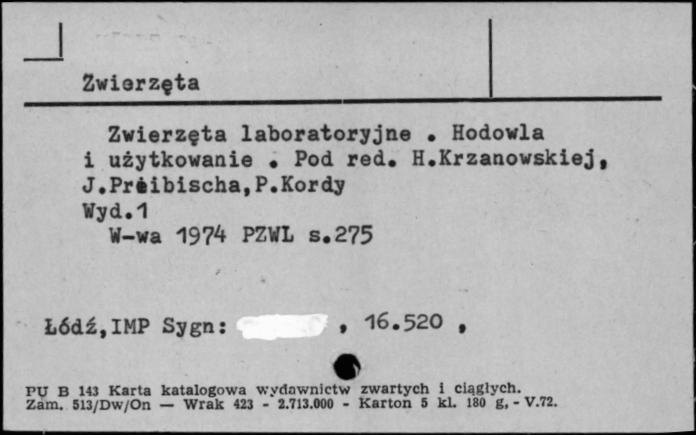 Zwierzęta
Zwierzęta laboratoryjne . Hodowla
i użytkowanie . Pod red. H.Krzanowskiej,
J.Preibischa,P.Kordy
Wyd.1
W-wa 1974 PZWL s.275
Łódź,IMP Sygn: , 16.520 ,
PU B 143 Karta katalogowa wydawnictw zwartych i ciągłych.
Zam. 513/Dw/On — Wrak 423 - 2.713.000 - Karton 5 kl. 180 g, - V.72.